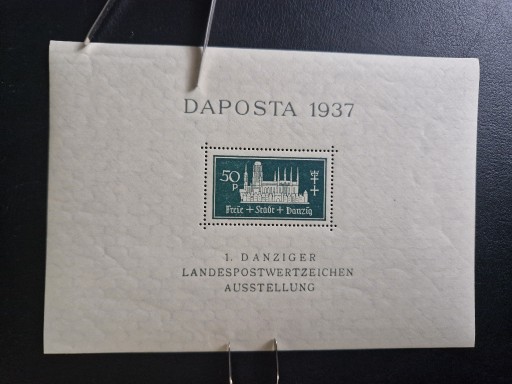 DAPOSTA 1937
50
P
Freie + Stadt + Danzig
1. DANZIGER
LANDESPOSTWERTZEICHEN
AUSSTELLUNG